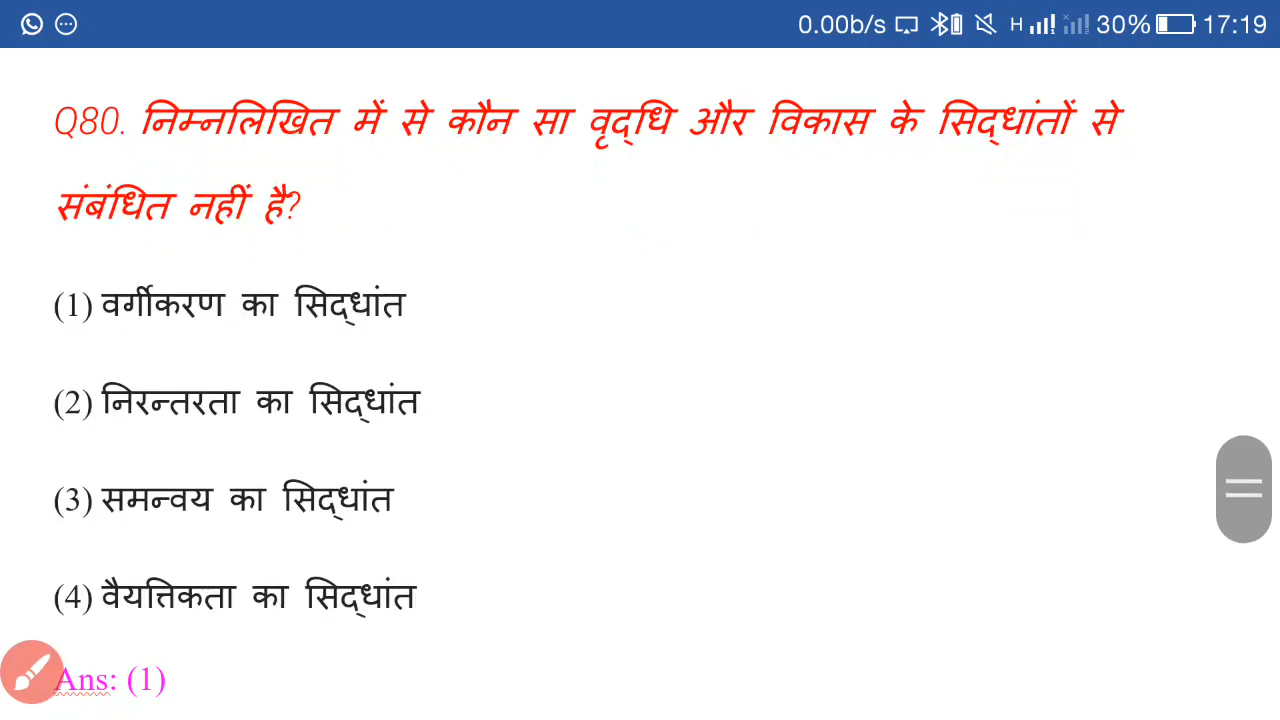 0.00b/s H 30% 17:19
Q80. निम्नलिखित में से कौन सा वृद्धि और विकास के सिद्धांतों से
संबंधित नहीं है?
(1) वर्गीकरण का सिद्धांत
(2) निरन्तरता का सिद्धांत
(3) समन्वय का सिद्धांत
(4) वैयत्तिकता का सिद्धांत
Ans: (1)